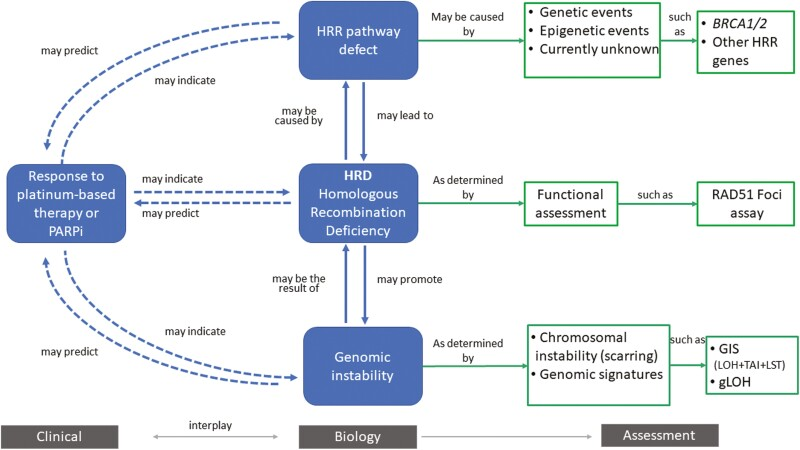 HRR pathway
defect
May be caused
by
• Genetic events
• Epigenetic events
• Currently unknown
such
as
• BRCA1/2
• Other HRR
genes
may predict
may indicate
may be
caused by
may lead to
Response to
platinum-based
therapy or
PARPi
may indicate
may predict
HRD
Homologous
Recombination
Deficiency
As determined
by
Functional
assessment
such as
RAD51 Foci
assay
may be the
result of
may promote
may indicate
may predict
Genomic
instability
As determined
by
• Chromosomal
instability (scarring)
• Genomic signatures
such as
• GIS
(LOH+TAI+LST)
• gLOH
Clinical
interplay
Biology
Assessment